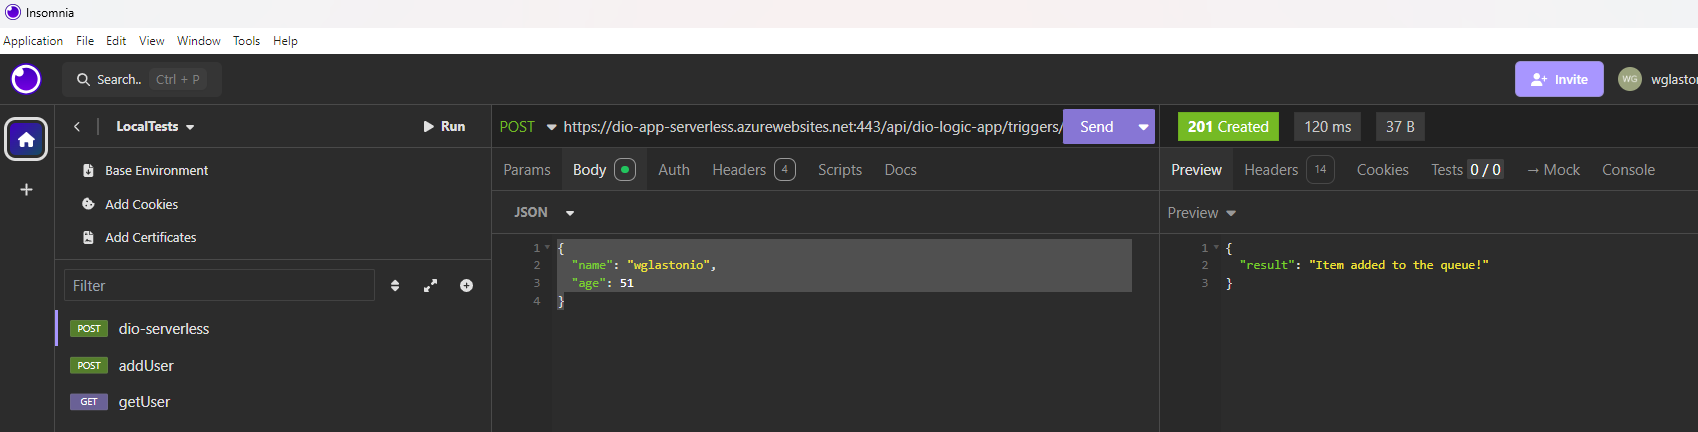 Insomnia
Application File Edit View Window Tools Help
Search.. Ctrl + P
Invite
WG
LocalTests
Run
POST https://dio-app-serverless.azurewebsites.net:443/api/dio-logic-app/triggers/
Send
201 Created 120 ms 37 B
Base Environment
Add Cookies
Add Certificates
Filter
POST dio-serverless
POST addUser
GET getUser
Params Body Auth Headers 4 Scripts Docs
JSON
1 {
2 "name": "wglastonio",
3 "age": 51
4 }
Preview Headers 14 Cookies Tests 0 / 0 → Mock Console
Preview
1 {
2 "result": "Item added to the queue!"
3 }